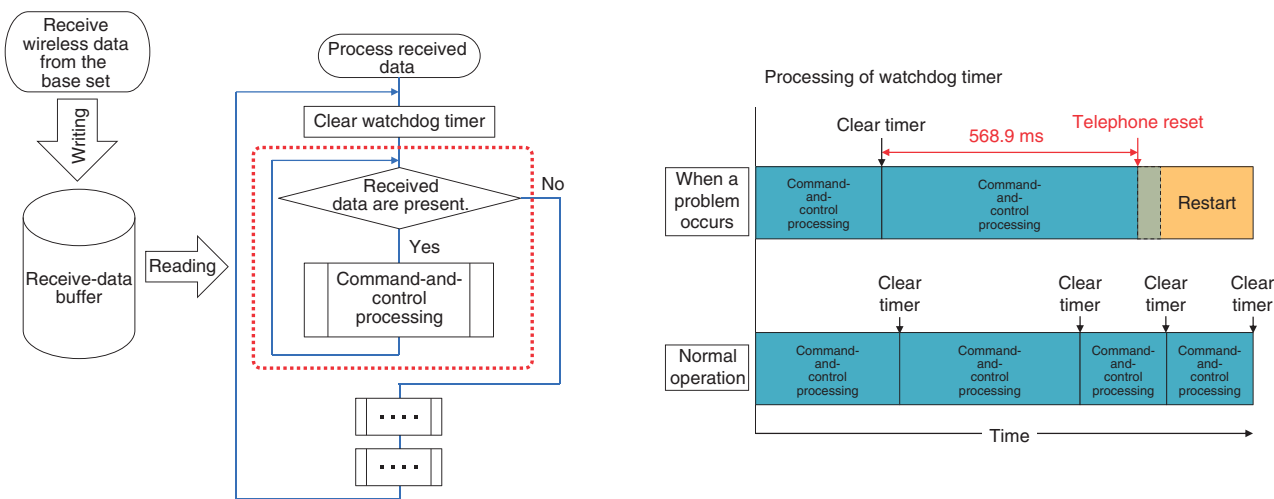 Receive
wireless data
from the
base set
Writing
Receive-data
buffer
Reading
Process received
data
Clear watchdog timer
Received
data are present.
No
Yes
Command-and-
control
processing
Processing of watchdog timer
Clear timer
568.9 ms
Telephone reset
When a
problem
occurs
Command-
and-
control
processing
Command-
and-
control
processing
Restart
Clear
timer
Clear
timer
Clear
timer
Clear
timer
Normal
operation
Command-
and-
control
processing
Command-
and-
control
processing
Command-
and-
control
processing
Command-
and-
control
processing
Time